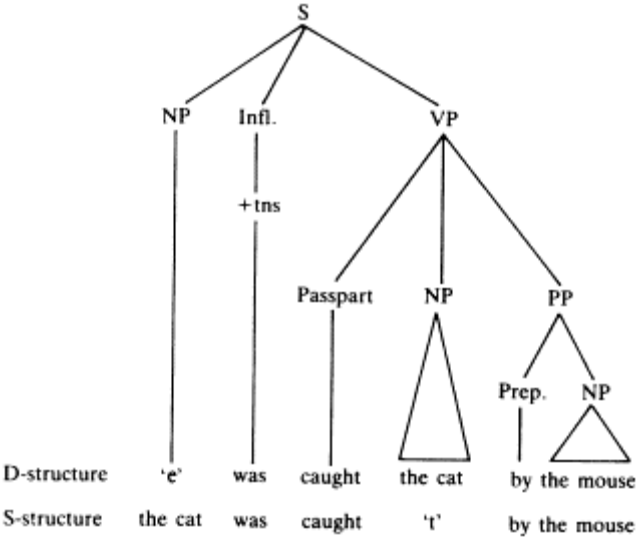 S
NP Infl. VP
+tns
Passpart NP PP
Prep. NP
D-structure 'e' was caught the cat by the mouse
S-structure the cat was caught 't' by the mouse